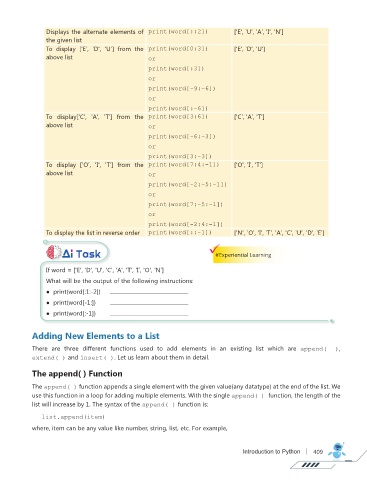 Displays the alternate elements of the given list print(word[::2]) ['E', 'U', 'A', 'I', 'N']
To display ['E', 'D', 'U'] from the above list print(word[0:3]) ['E', 'D', 'U']
or
print(word[:3])
or
print(word[-9:-6])
or
print(word[:-6])
To display['C', 'A', 'T'] from the above list print(word[3:6]) ['C', 'A', 'T']
or
print(word[-6:-3])
or
print(word[3:-3])
To display ['O', 'I', 'T'] from the above list print(word[7:4:-1]) ['O', 'I', 'T']
or
print(word[-2:-5:-1])
or
print(word[7:-5:-1])
or
print(word[-2:4:-1])
To display the list in reverse order print(word[::-1]) ['N', 'O', 'I', 'T', 'A', 'C', 'U', 'D', 'E']
Ai Task
#Experiential Learning
If word = ['E', 'D', 'U', 'C', 'A', 'T', 'I', 'O', 'N']
What will be the output of the following instructions:
• print(word[:1:-2])
• print(word[-1:])
• print(word[:-1])
Adding New Elements to a List
There are three different functions used to add elements in an existing list which are append( ),
extend( ) and insert( ). Let us learn about them in detail.
The append( ) Function
The append( ) function appends a single element with the given value(any datatype) at the end of the list. We
use this function in a loop for adding multiple elements. With the single append( ) function, the length of the
list will increase by 1. The syntax of the append( ) function is:
list.append(item)
where, item can be any value like number, string, list, etc. For example,
Introduction to Python 409